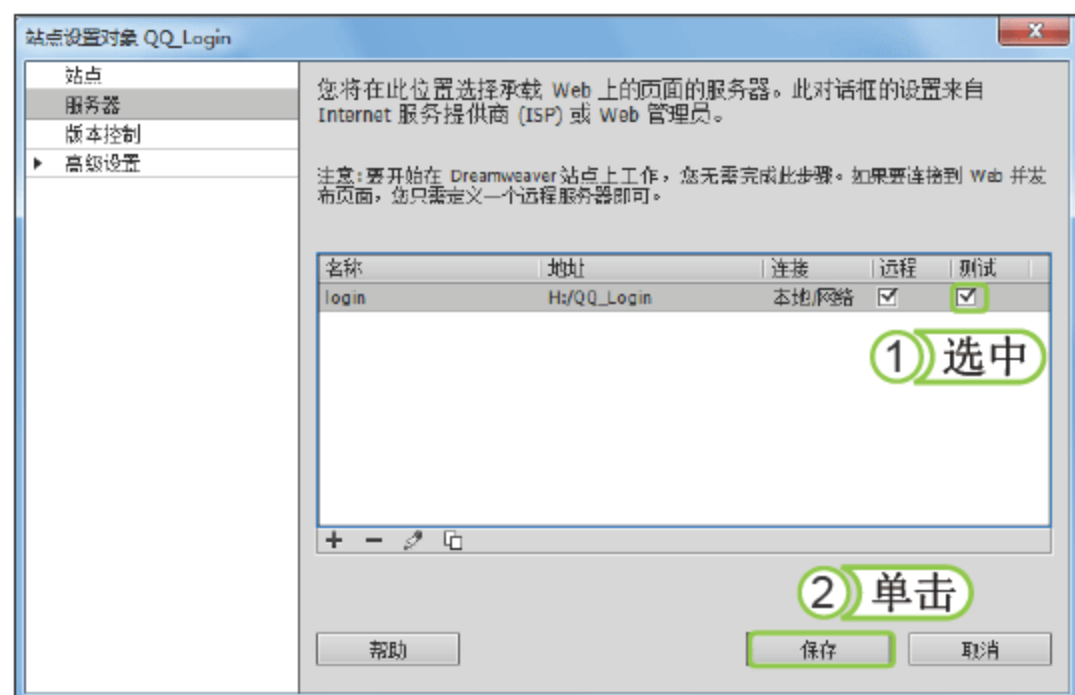 站点设置对象 QQ_Login
x
站点
服务器
版本控制
高级设置
您将在此位置选择承载 Web 上的页面的服务器。此对话框的设置来自
Internet 服务提供商 (ISP) 或 Web 管理员。
注意:要开始在 Dreamweaver 站点上工作，您无需完成此步骤。如果要连接到 Web 并发
布页面，您只需定义一个远程服务器即可。
名称 地址 连接 远程 测试
login H:/QQ_Login 本地/网络
1 选中
2 单击
帮助 保存 取消